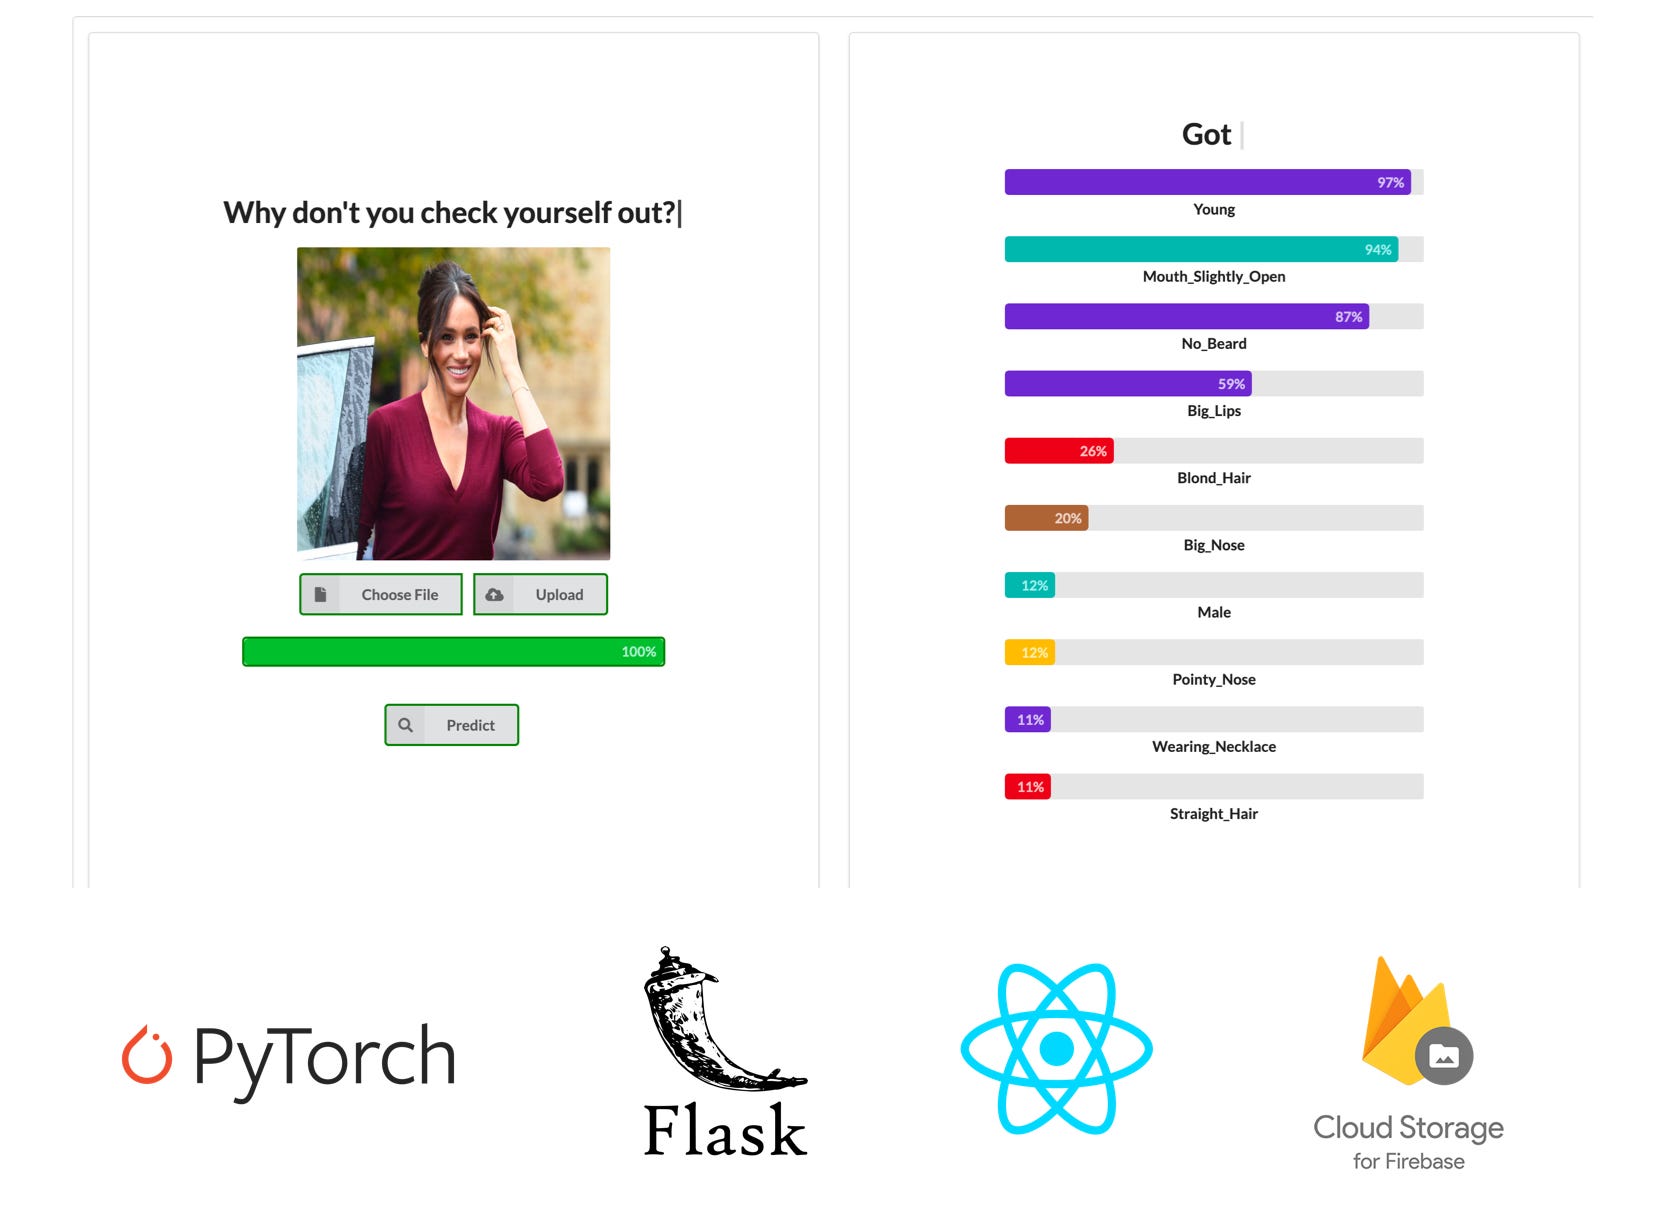 Why don't you check yourself out?|
Choose File
Upload
100%
Predict
Got |
97%
Young
94%
Mouth_Slightly_Open
87%
No_Beard
59%
Big_Lips
26%
Blond_Hair
20%
Big_Nose
12%
Male
12%
Pointy_Nose
11%
Wearing_Necklace
11%
Straight_Hair
PyTorch
Flask
Cloud Storage
for Firebase